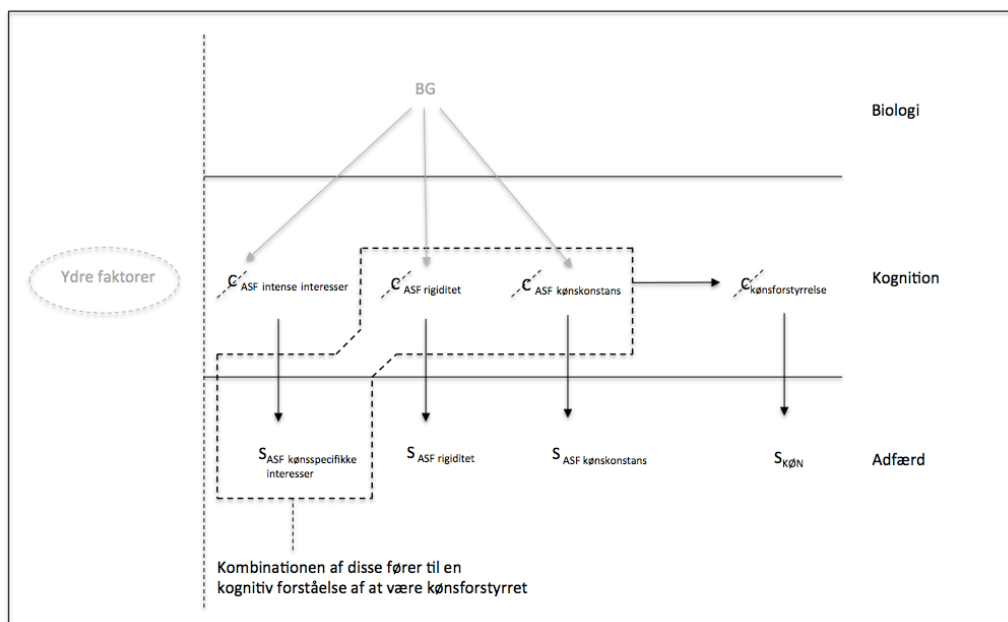 BG
Biologi
Ydre faktorer
C ASF intense interesser
C ASF rigiditet
C ASF kønskonstans
C kønsforstyrrelse
Kognition
S ASF kønsspecifikke
interesser
S ASF rigiditet
S ASF kønskonstans
S KØN
Adfærd
Kombinationen af disse fører til en
kognitiv forståelse af at være kønsforstyrret